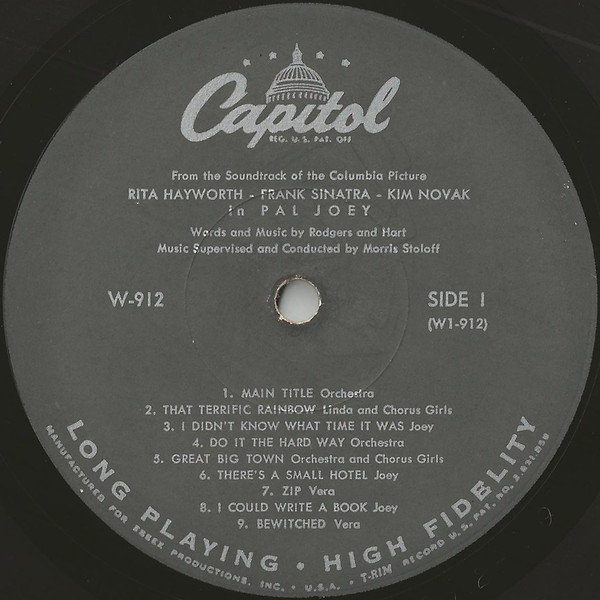 Capitol
REG. U.S. PAT. OFF
From the Soundtrack of the Columbia Picture
RITA HAYWORTH - FRANK SINATRA - KIM NOVAK
in PAL JOEY
Words and Music by Rodgers and Hart
Music Supervised and Conducted by Morris Stoloff
W-912
SIDE 1
(W1-912)
1. MAIN TITLE Orchestra
2. THAT TERRIFIC RAINBOW Linda and Chorus Girls
3. I DIDN'T KNOW WHAT TIME IT WAS Joey
4. DO IT THE HARD WAY Orchestra
5. GREAT BIG TOWN Orchestra and Chorus Girls
6. THERE'S A SMALL HOTEL Joey
7. ZIP Vera
8. I COULD WRITE A BOOK Joey
9. BEWITCHED Vera
LONG PLAYING • HIGH FIDELITY
MANUFACTURED FOR ESSEX PRODUCTIONS, INC. • U.S.A. • T-RIM RECORD U.S. PAT. NO. 2,631,859